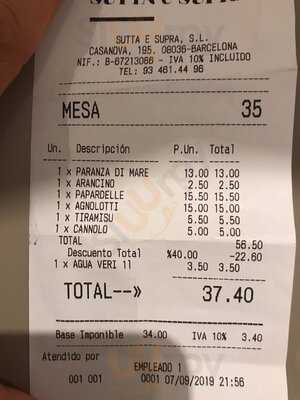 SUTTA E SUPRA, S.L.
CASANOVA, 195. 08036-BARCELONA
NIF.: B-67213066 - IVA 10% INCLUIDO
TEL: 93 461 44 96
MESA 35
Un. Descripción P.Un. Total
1 x PARANZA DI MARE 13.00 13.00
1 x ARANCINO 2.50 2.50
1 x PAPARDELLE 15.50 15.50
1 x AGNOLOTTI 15.00 15.00
1 x TIRAMISU 5.50 5.50
1 x CANNOLO 5.00 5.00
TOTAL 56.50
Descuento Total %40.00 -22.60
1 x AGUA VERI 1l 3.50 3.50
TOTAL--» 37.40
Base Imponible 34.00 IVA 10% 3.40
Atendido por
EMPLEADO 1
001 001 0001 07/09/2019 21:56